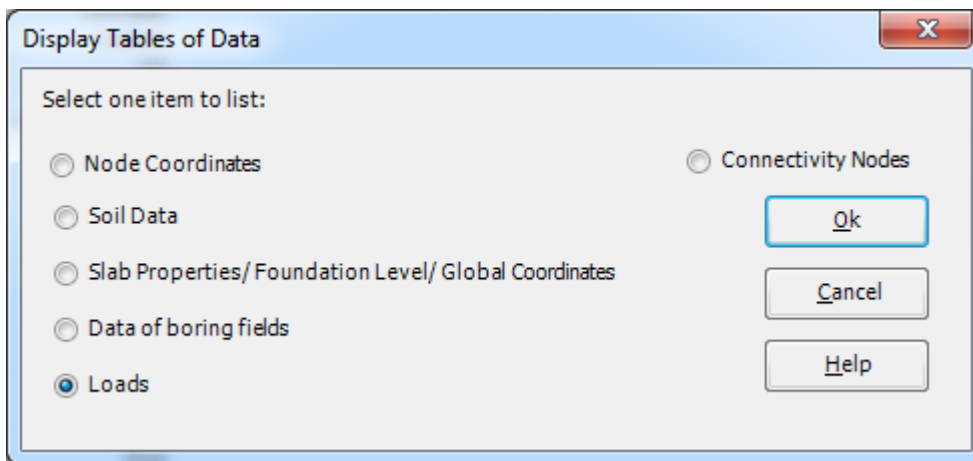 Display Tables of Data
Select one item to list:
Node Coordinates
Connectivity Nodes
Soil Data
Ok
Slab Properties/ Foundation Level/ Global Coordinates
Cancel
Data of boring fields
Help
Loads